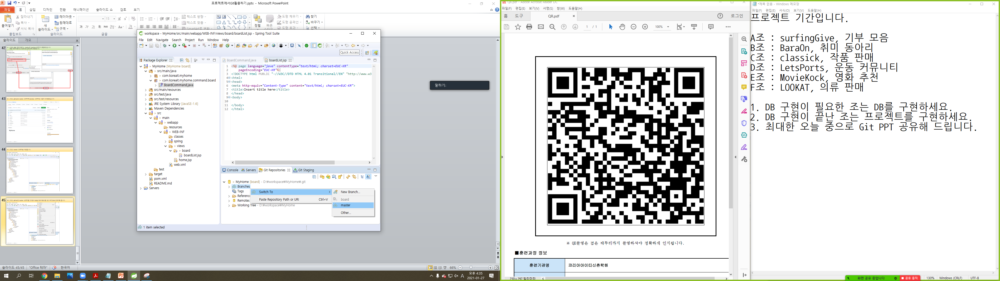 프로젝트에서Git활용하기.pptx - Microsoft PowerPoint
파일 홈 삽입 디자인 전환 애니메이션 슬라이드 쇼 검토 보기
붙여넣기 잘라내기 복사 서식 복사 클립보드
새 슬라이드 레이아웃 원래대로 구역 슬라이드
15 글꼴
텍스트 방향 텍스트 맞춤 SmartArt로 변환
정렬 빠른 도형 채우기 도형 윤곽선 도형 효과
찾기 바꾸기 선택
슬라이드 개요
42
43
44
45
workspace - MyHome/src/main/webapp/WEB-INF/views/board/boardList.jsp - Spring Tool Suite
File Edit Navigate Search Project Run Window Help
Quick Access
Package Explorer
> MyHome [MyHome board]
> src/main/java
> com.koreait.myhome
> com.koreait.myhome.command.board
BoardCommand.java
src/main/resources
src/test/java
src/test/resources
JRE System Library [JavaSE-1.6]
Maven Dependencies
> src
> main
> webapp
resources
> WEB-INF
classes
spring
> views
> board
boardList.jsp
home.jsp
web.xml
test
target
pom.xml
README.md
Servers
BoardCommand.java boardList.jsp
1 <%@ page language="java" contentType="text/html; charset=EUC-KR"
2 pageEncoding="EUC-KR"%>
3 <!DOCTYPE html PUBLIC "-//W3C//DTD HTML 4.01 Transitional//EN" "http://www.w3
4 <html>
5 <head>
6 <meta http-equiv="Content-Type" content="text/html; charset=EUC-KR">
7 <title>Insert title here</title>
8 </head>
9 <body>
10
11 </body>
12 </html>
Console Servers Git Repositories Git Staging
> MyHome [board] - D:₩workspace₩MyHome₩.git
Branches
Tags
Reference
Remotes
Working Tree - D:₩workspace₩MyHome
Switch To
Paste Repository Path or URI Ctrl+V
New Branch...
board
master
Other...
1 item selected
말하기:
슬라이드 45/45 "Office 테마" 한국어 66%
A 오후 4:35
2021-01-27
QR.pdf - Adobe Acrobat Reader DC
파일(F) 편집(E) 보기(V) 서명(S) 창(W) 도움말(H)
홈 도구 QR.pdf 로그인
1 / 1 100%
※ QR촬영은 검은 테두리까지 촬영하셔야 정확하게 인지됩니다.
■훈련과정 정보
훈련기관명 코리아아이티신촌학원
210 x 297 밀리미터
*제목 없음 - Windows 메모장
파일(F) 편집(E) 서식(O) 보기(V) 도움말(H)
프로젝트 기간입니다.
A조 : surfingGive, 기부 모음
B조 : BaraOn, 취미 동아리
C조 : classick, 작품 판매
D조 : LetsPorts, 운동 커뮤니티
E조 : MovieKock, 영화 추천
F조 : LOOKAT, 의류 판매
1. DB 구현이 필요한 조는 DB를 구현하세요.
2. DB 구현이 끝난 조는 프로젝트를 구현하세요.
3. 최대한 오늘 중으로 Git PPT 공유해 드립니다.
화면 공유 중입니다 공유 중지
130% Windows (CRLF) UTF-8